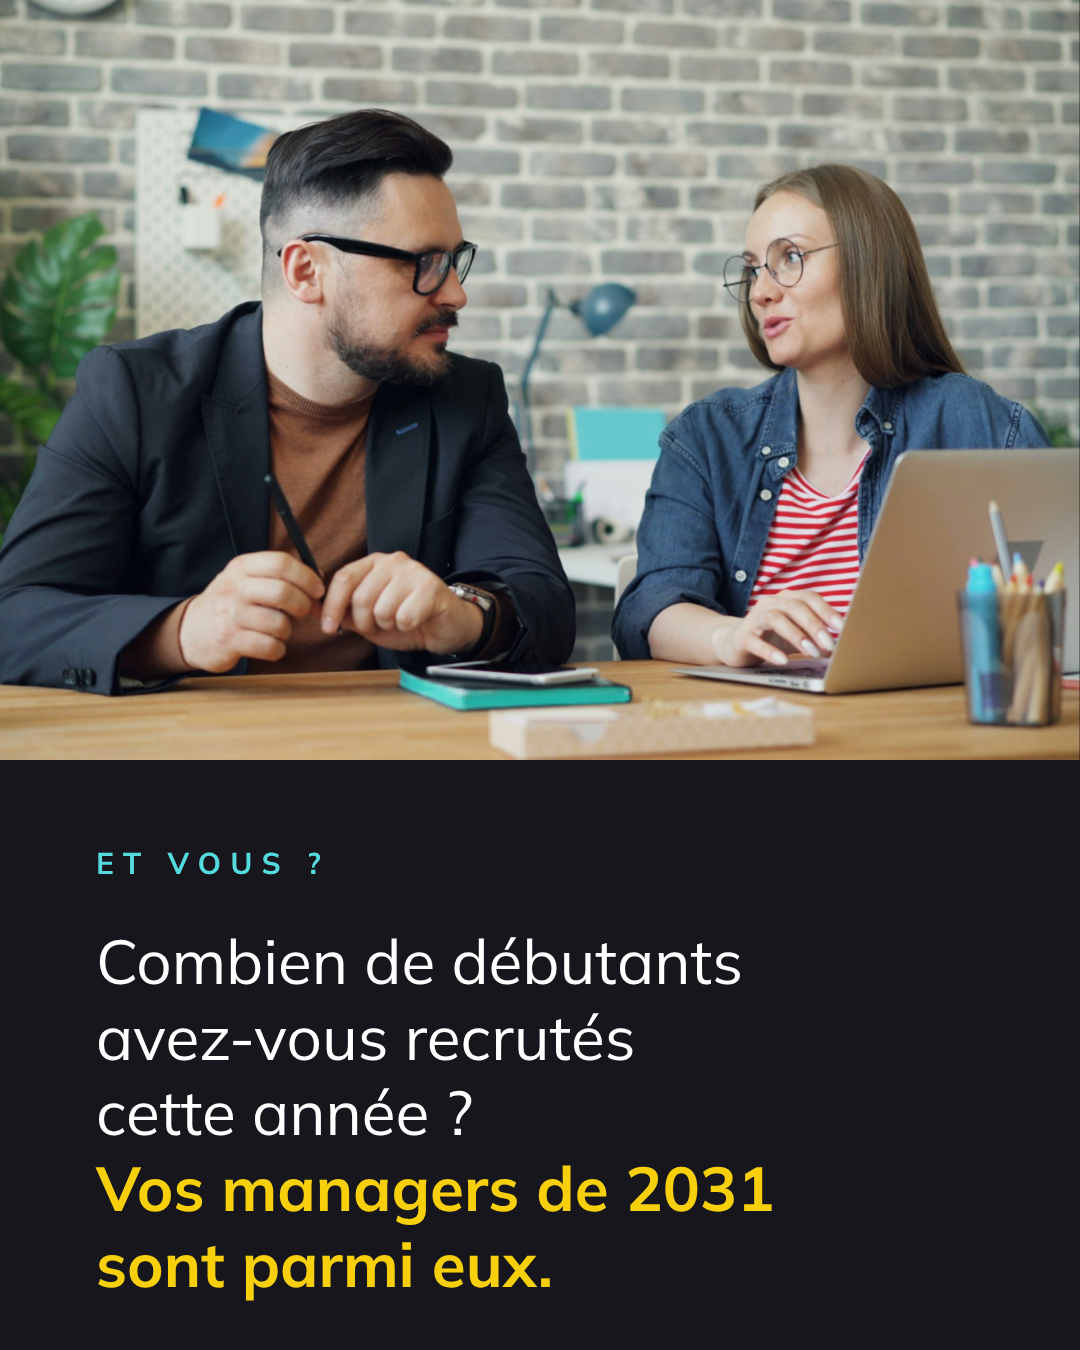 ET VOUS ?
Combien de débutants
avez-vous recrutés
cette année ?
Vos managers de 2031
sont parmi eux.